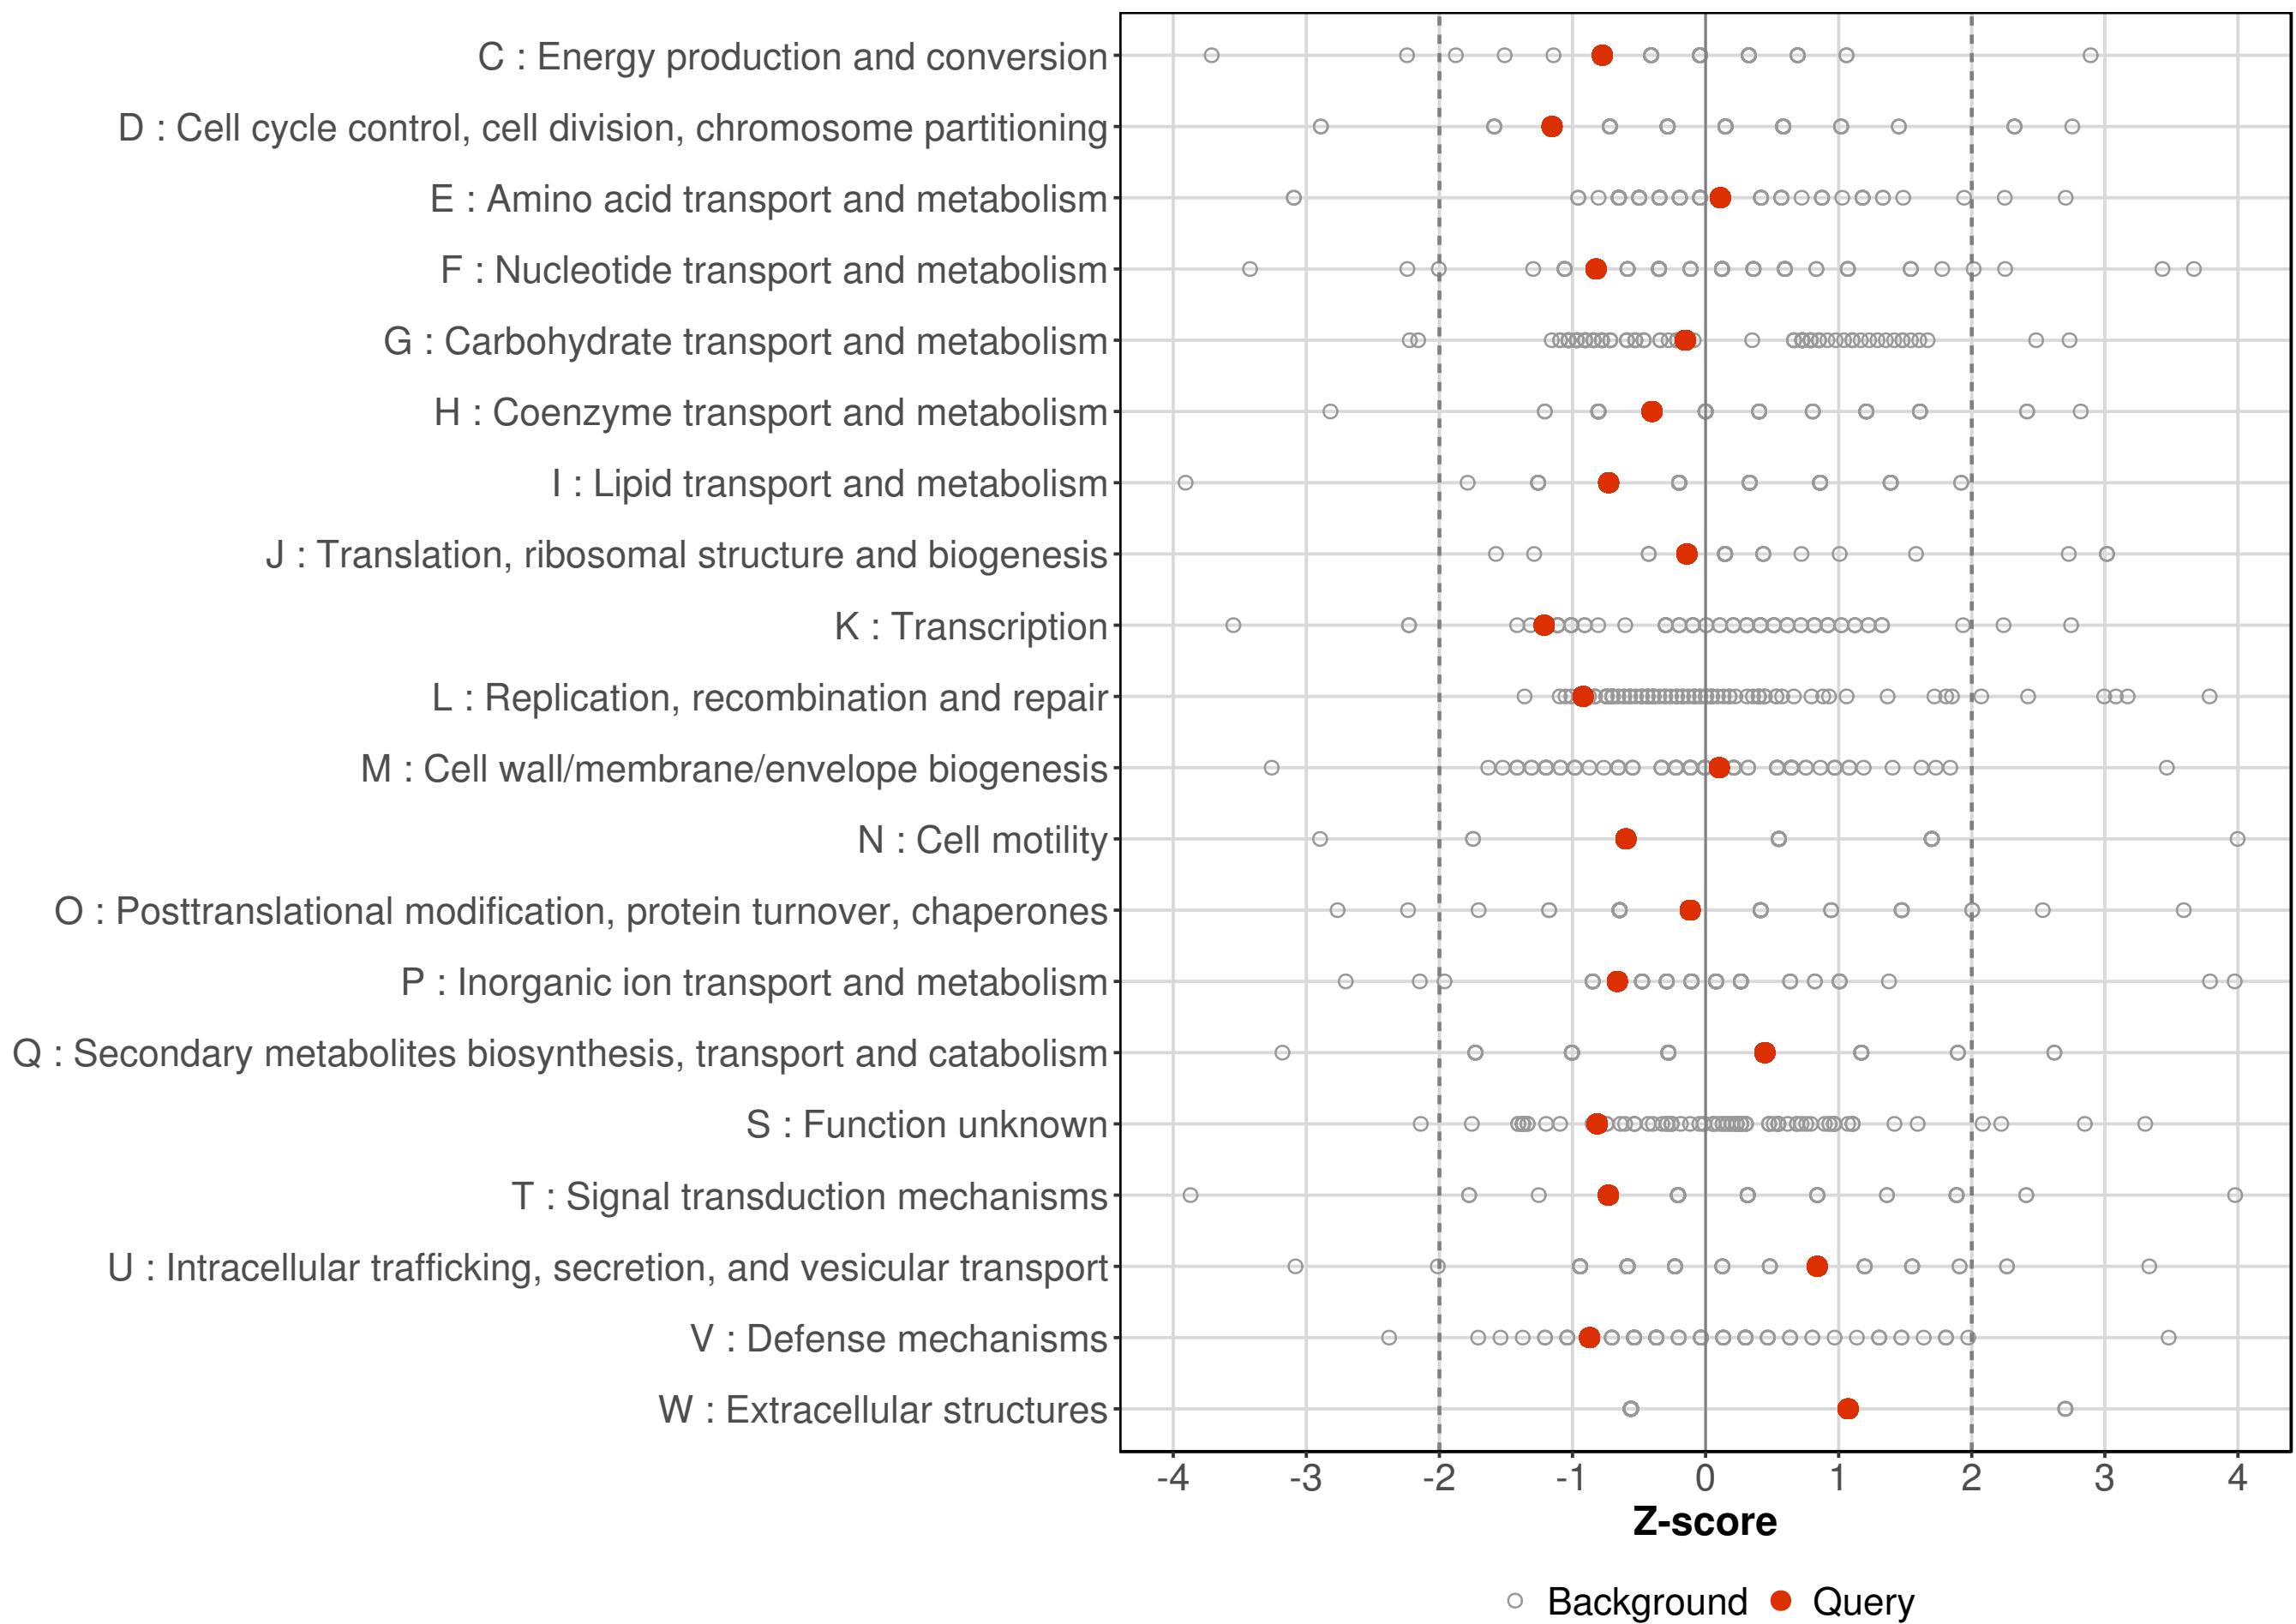 C : Energy production and conversion
D : Cell cycle control, cell division, chromosome partitioning
E : Amino acid transport and metabolism
F : Nucleotide transport and metabolism
G : Carbohydrate transport and metabolism
H : Coenzyme transport and metabolism
I : Lipid transport and metabolism
J : Translation, ribosomal structure and biogenesis
K : Transcription
L : Replication, recombination and repair
M : Cell wall/membrane/envelope biogenesis
N : Cell motility
O : Posttranslational modification, protein turnover, chaperones
P : Inorganic ion transport and metabolism
Q : Secondary metabolites biosynthesis, transport and catabolism
S : Function unknown
T : Signal transduction mechanisms
U : Intracellular trafficking, secretion, and vesicular transport
V : Defense mechanisms
W : Extracellular structures
-4 -3 -2 -1 0 1 2 3 4
Z-score
Background Query